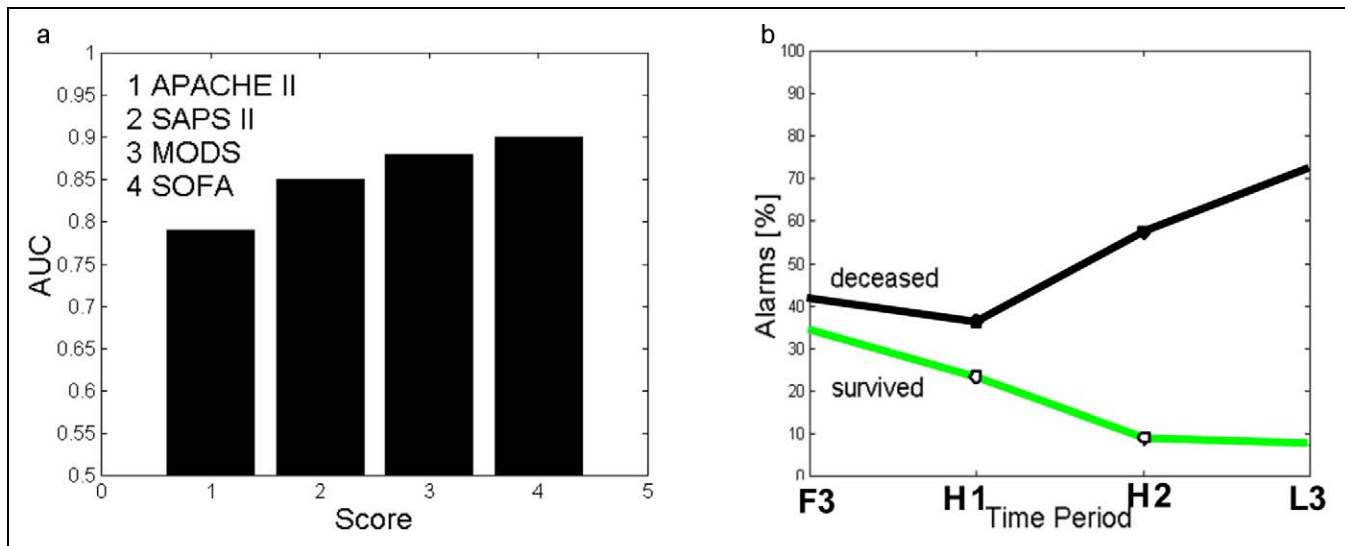 a
1
0.95
0.9
0.85
0.8
0.75
0.7
0.65
0.6
0.55
0.5
AUC
1 APACHE II
2 SAPS II
3 MODS
4 SOFA
0 1 2 3 4 5
Score
b
100
90
80
70
60
50
40
30
20
10
0
Alarms [%]
deceased
survived
F3 H1 H2 L3
Time Period